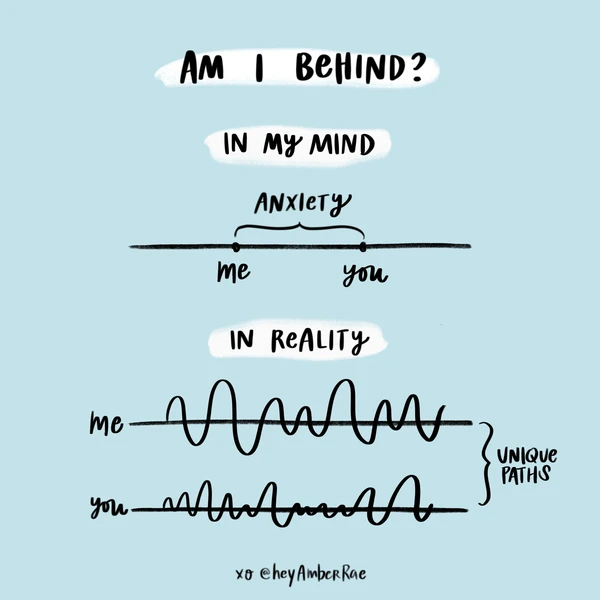 AM I BEHIND?
IN MY MIND
ANXIETY
me you
IN REALITY
me
you
UNIQUE
PATHS
xo @heyAmberRae